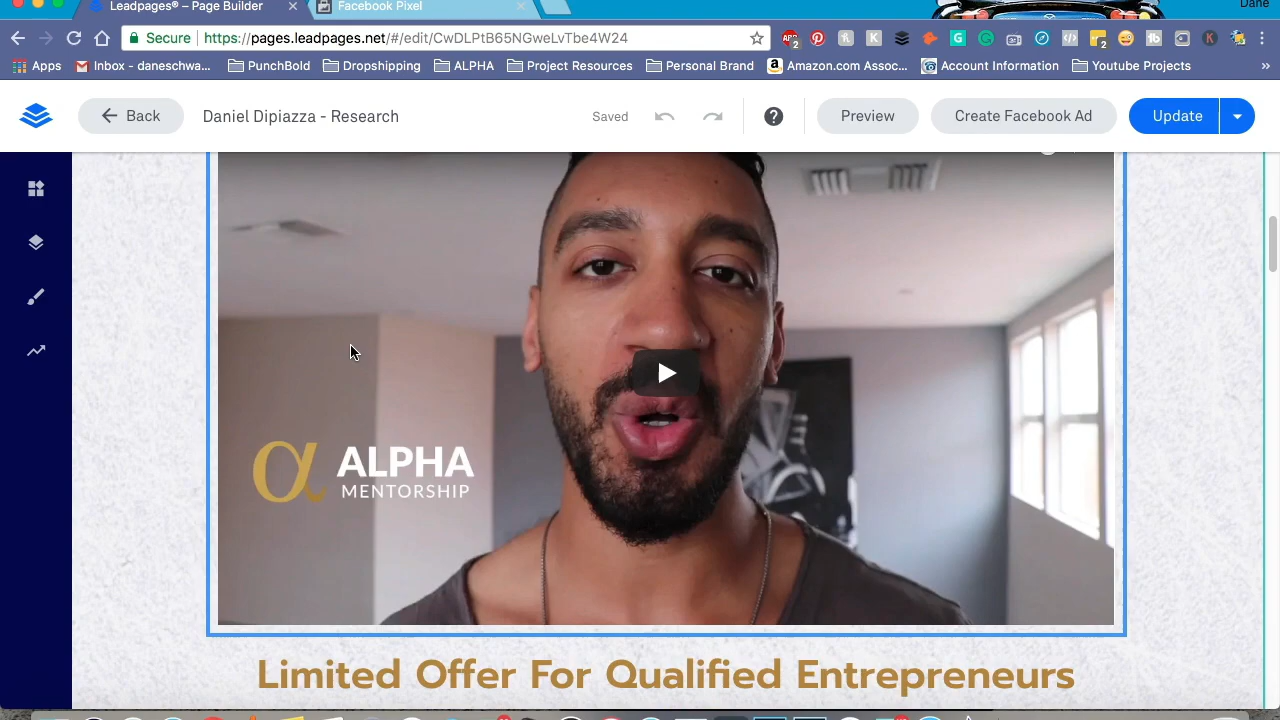 Leadpages® – Page Builder
Facebook Pixel
Dane
Secure
https://pages.leadpages.net/#/edit/CwDLPtB65NGweLvTbe4W24
Apps
Inbox - daneschwa...
PunchBold
Dropshipping
ALPHA
Project Resources
Personal Brand
Amazon.com Assoc...
Account Information
Youtube Projects
»
Back
Daniel Dipiazza - Research
Saved
Preview
Create Facebook Ad
Update
α ALPHA
MENTORSHIP
Limited Offer For Qualified Entrepreneurs